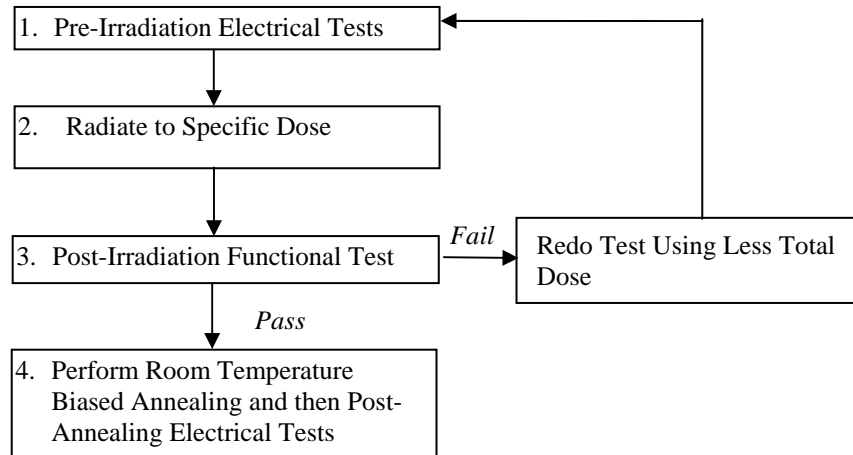 1. Pre-Irradiation Electrical Tests
2. Radiate to Specific Dose
3. Post-Irradiation Functional Test
Fail
Redo Test Using Less Total
Dose
Pass
4. Perform Room Temperature
Biased Annealing and then Post-
Annealing Electrical Tests